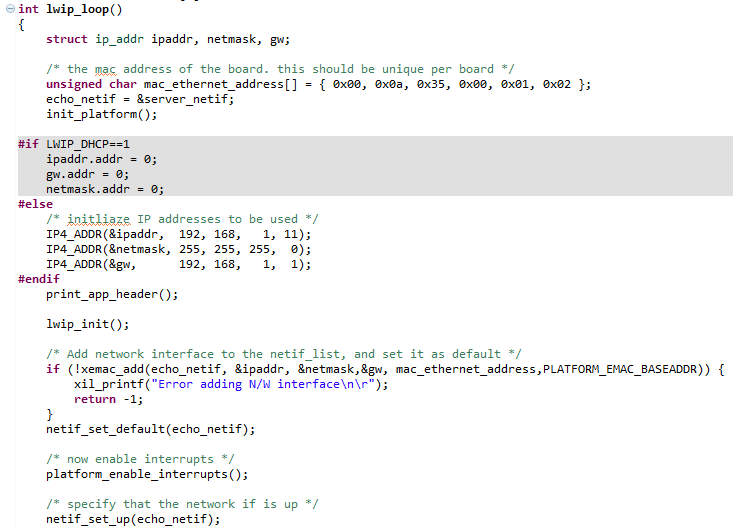 int lwip_loop()
{
    struct ip_addr ipaddr, netmask, gw;

    /* the mac address of the board. this should be unique per board */
    unsigned char mac_ethernet_address[] = { 0x00, 0x0a, 0x35, 0x00, 0x01, 0x02 };
    echo_netif = &server_netif;
    init_platform();

#if LWIP_DHCP==1
    ipaddr.addr = 0;
    gw.addr = 0;
    netmask.addr = 0;
#else
    /* initliaze IP addresses to be used */
    IP4_ADDR(&ipaddr,  192, 168,   1, 11);
    IP4_ADDR(&netmask, 255, 255, 255,  0);
    IP4_ADDR(&gw,      192, 168,   1,  1);
#endif
    print_app_header();

    lwip_init();

    /* Add network interface to the netif_list, and set it as default */
    if (!xemac_add(echo_netif, &ipaddr, &netmask,&gw, mac_ethernet_address,PLATFORM_EMAC_BASEADDR)) {
        xil_printf("Error adding N/W interface\n\r");
        return -1;
    }
    netif_set_default(echo_netif);

    /* now enable interrupts */
    platform_enable_interrupts();

    /* specify that the network if is up */
    netif_set_up(echo_netif);